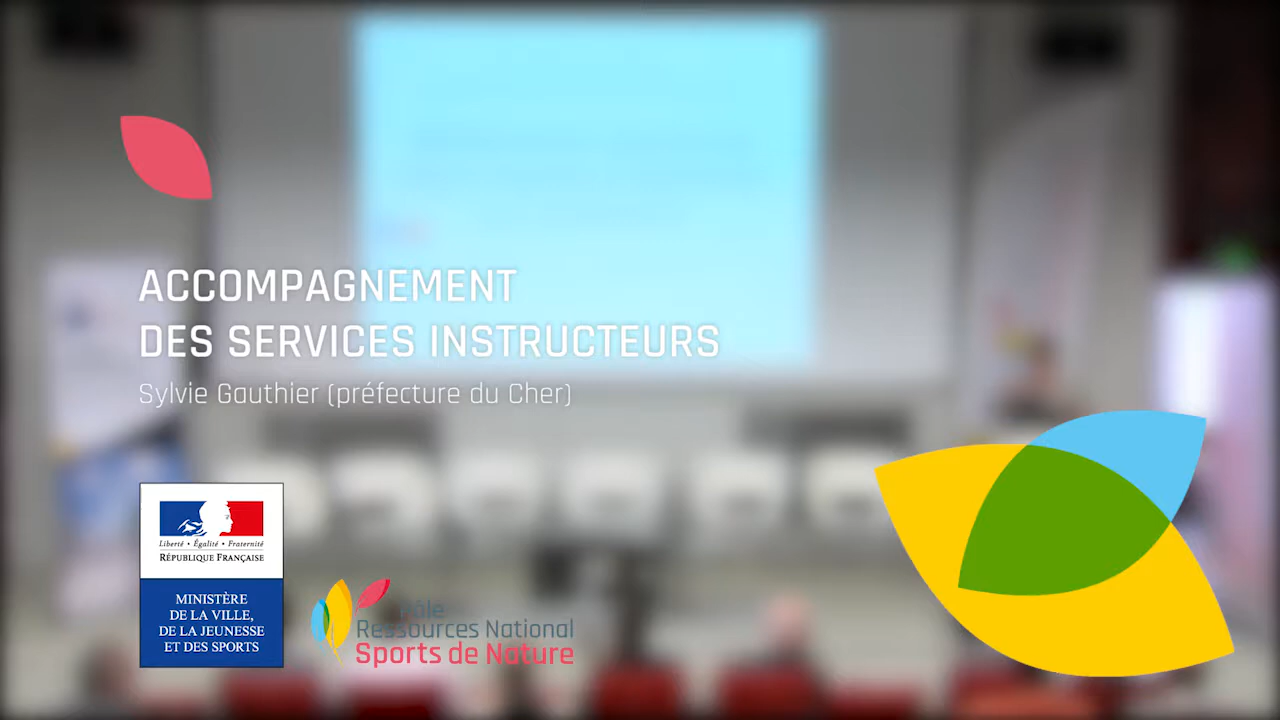 ACCOMPAGNEMENT
DES SERVICES INSTRUCTEURS
Sylvie Gauthier (préfecture du Cher)
Liberté • Égalité • Fraternité
RÉPUBLIQUE FRANÇAISE
MINISTÈRE
DE LA VILLE,
DE LA JEUNESSE
ET DES SPORTS
Pôle
Ressources National
Sports de Nature